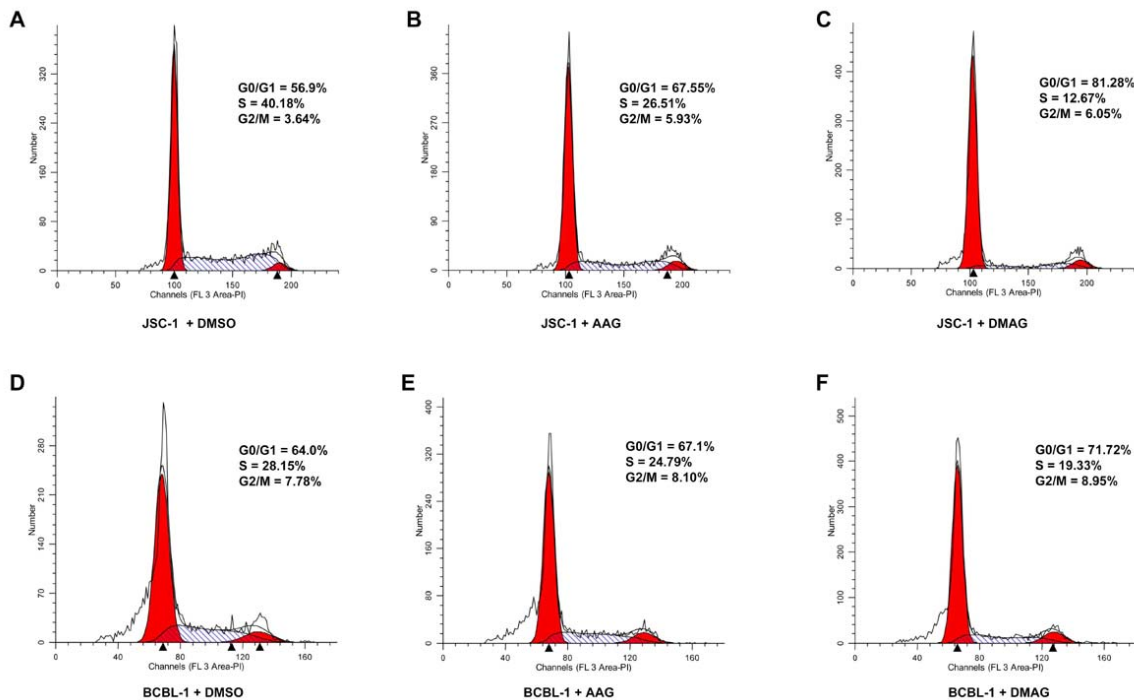 A
320
240
160
80
0
Number
G0/G1 = 56.9%
S = 40.18%
G2/M = 3.64%
0 50 100 150 200
Channels (FL 3 Area-PI)
JSC-1 + DMSO
B
360
270
180
90
0
Number
G0/G1 = 67.55%
S = 26.51%
G2/M = 5.93%
0 50 100 150 200
Channels (FL 3 Area-PI)
JSC-1 + AAG
C
400
300
200
100
0
Number
G0/G1 = 81.28%
S = 12.67%
G2/M = 6.05%
0 50 100 150 200
Channels (FL 3 Area-PI)
JSC-1 + DMAG
D
280
210
140
70
0
Number
G0/G1 = 64.0%
S = 28.15%
G2/M = 7.78%
0 40 80 120 160
Channels (FL 3 Area-PI)
BCBL-1 + DMSO
E
400
320
240
160
80
0
Number
G0/G1 = 67.1%
S = 24.79%
G2/M = 8.10%
0 40 80 120 160
Channels (FL 3 Area-PI)
BCBL-1 + AAG
F
500
400
300
200
100
0
Number
G0/G1 = 71.72%
S = 19.33%
G2/M = 8.95%
0 40 80 120 160
Channels (FL 3 Area-PI)
BCBL-1 + DMAG